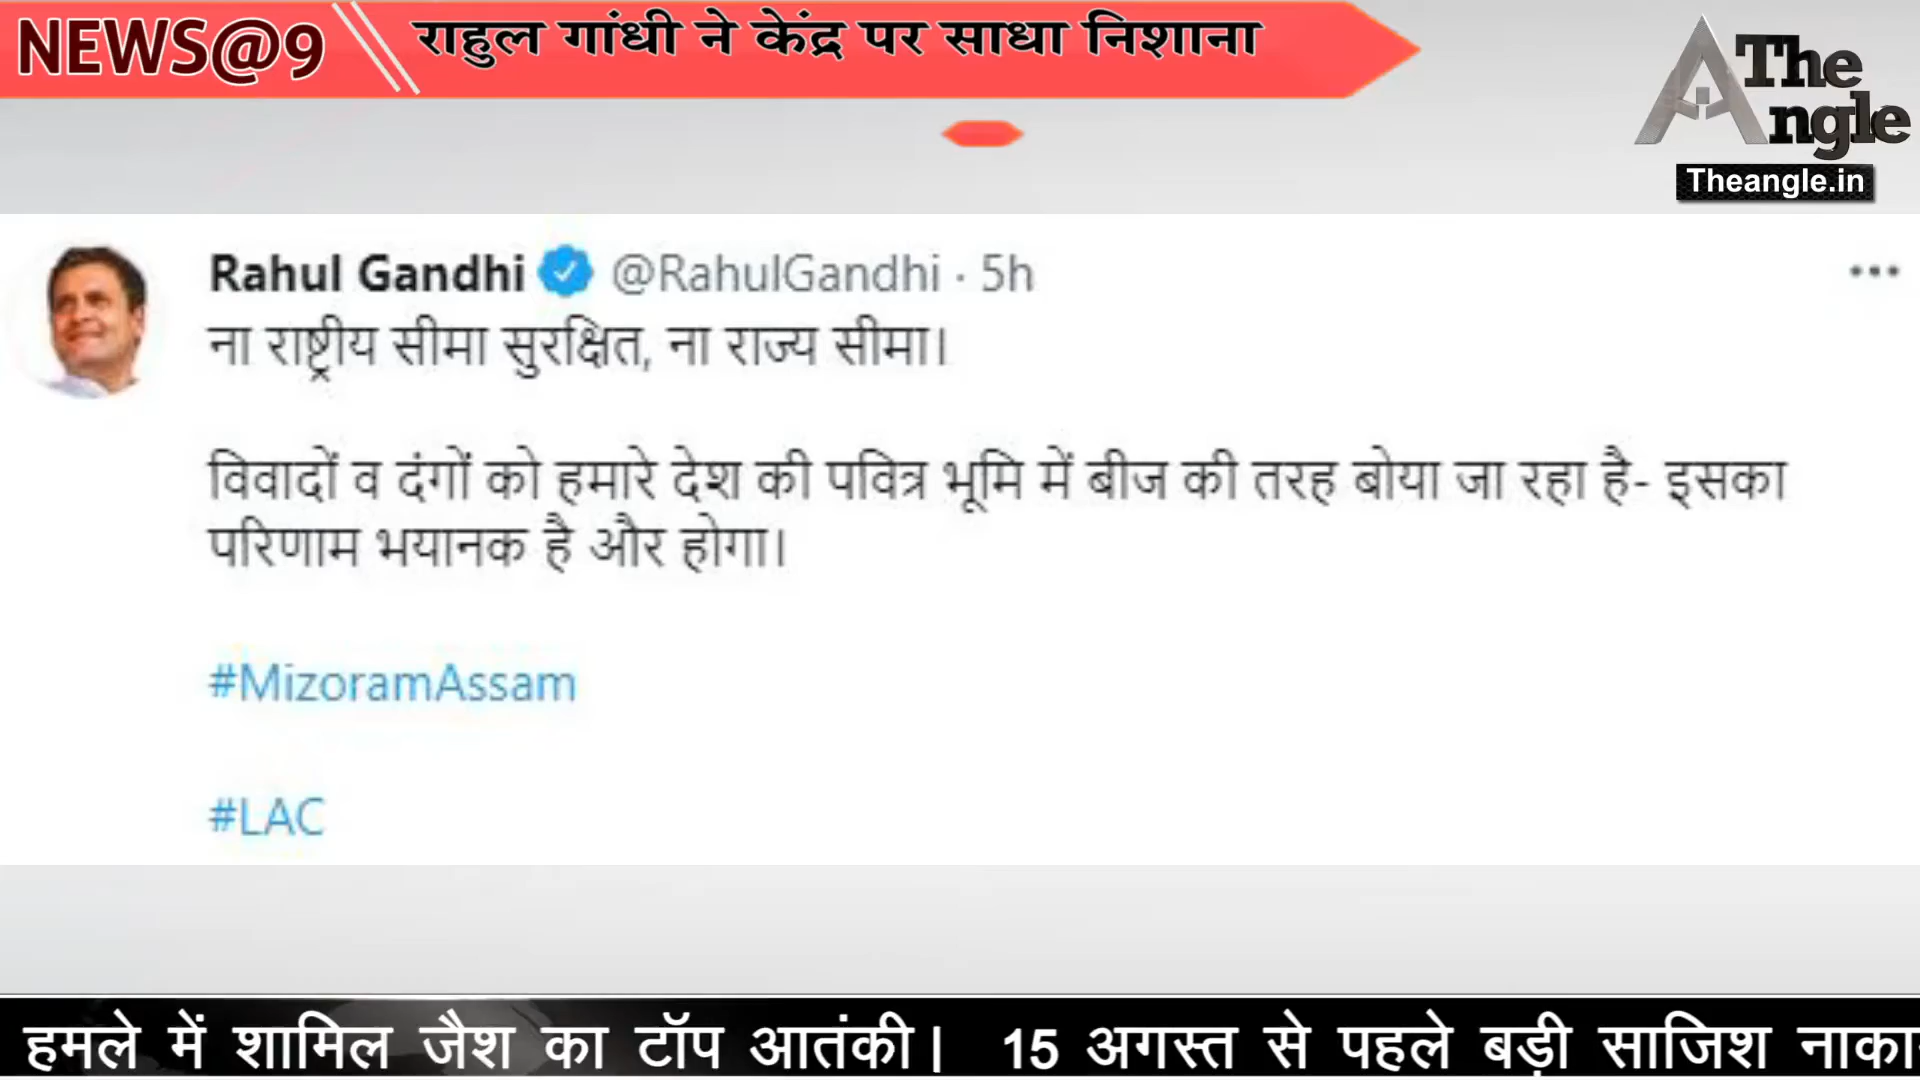 NEWS@9
राहुल गांधी ने केंद्र पर साधा निशाना
The
Angle
Theangle.in
Rahul Gandhi @RahulGandhi · 5h
ना राष्ट्रीय सीमा सुरक्षित, ना राज्य सीमा।
विवादों व दंगों को हमारे देश की पवित्र भूमि में बीज की तरह बोया जा रहा है- इसका
परिणाम भयानक है और होगा।
#MizoramAssam
#LAC
हमले में शामिल जैश का टॉप आतंकी| 15 अगस्त से पहले बड़ी साजिश